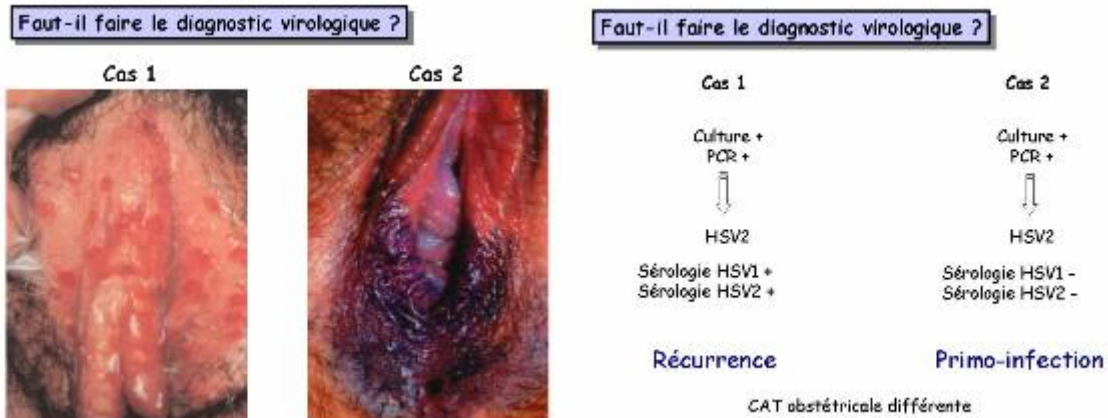 Faut-il faire le diagnostic virologique ?
Cas 1
Cas 2
Faut-il faire le diagnostic virologique ?
Cas 1
Cas 2
Culture +
PCR +
Culture +
PCR +
HSV2
HSV2
Sérologie HSV1 +
Sérologie HSV2 +
Sérologie HSV1 -
Sérologie HSV2 -
Récurrence
Primo-infection
CAT obstétricale différente